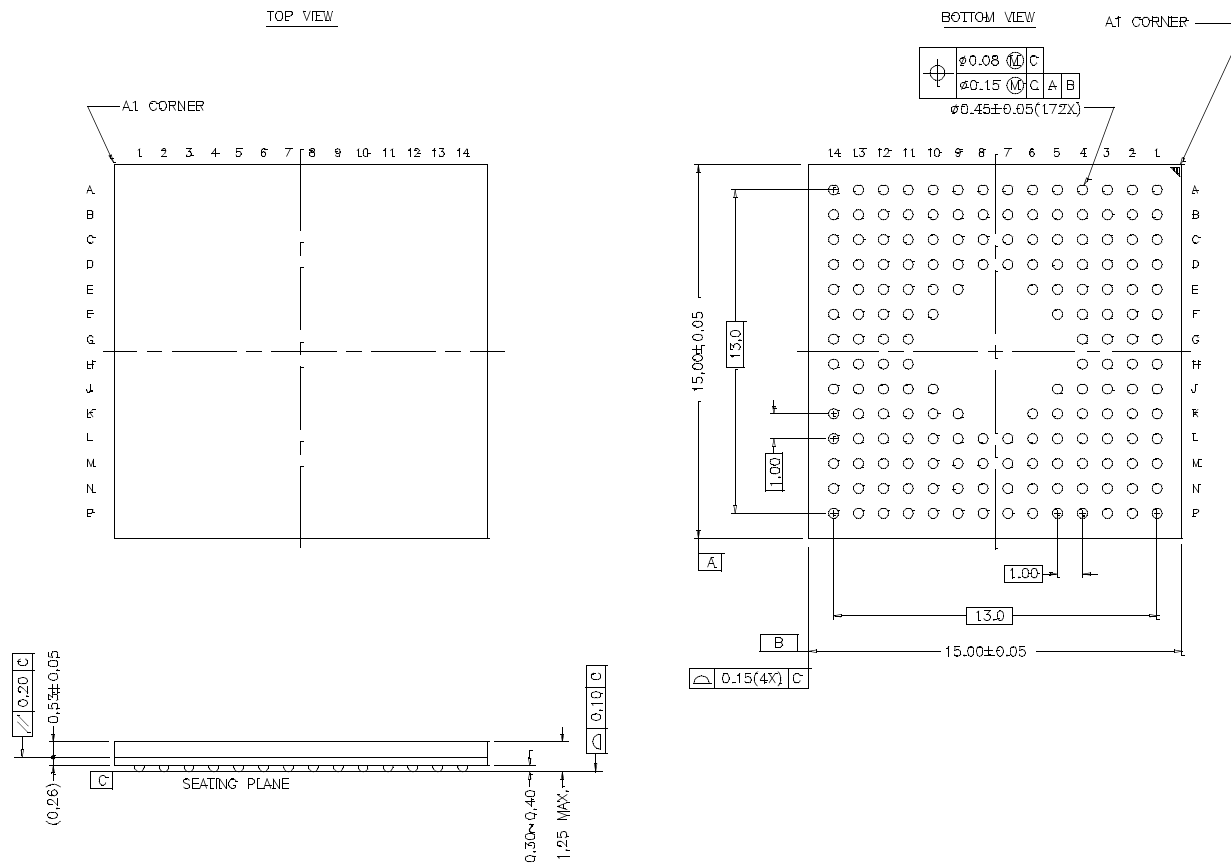 TOP VIEW
A1 CORNER
1 2 3 4 5 6 7 8 9 10 11 12 13 14
A
B
C
D
E
F
G
H
J
K
L
M
N
P
BOTTOM VIEW
A1 CORNER
⌀0.08 Ⓜ C
⌀0.15 Ⓜ C A B
⌀0.45±0.05(172X)
14 13 12 11 10 9 8 7 6 5 4 3 2 1
A
B
C
D
E
F
G
H
J
K
L
M
N
P
15.00±0.05
13.0
1.00
A
1.00
13.0
B
15.00±0.05
0.15(4X) C
// 0.20 C
0.53±0.05
(0.26)
C
SEATING PLANE
0.30~0.40
1.25 MAX.
0.10 C